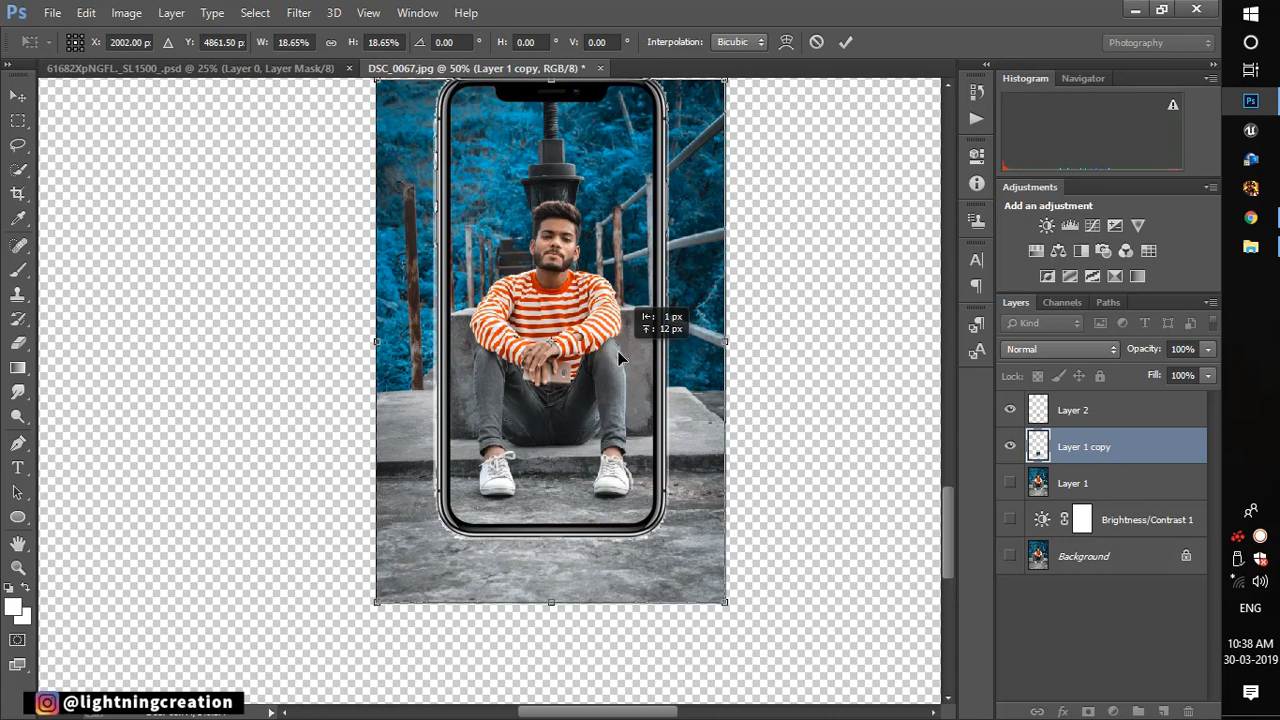 Ps File Edit Image Layer Type Select Filter 3D View Window Help
X: 2002.00 px Y: 4861.50 px W: 18.65% H: 18.65% 0.00 ° H: 0.00 ° V: 0.00 ° Interpolation: Bicubic Photography
61682XpNGFL._SL1500_.psd @ 25% (Layer 0, Layer Mask/8) × DSC_0067.jpg @ 50% (Layer 1 copy, RGB/8) * ×
Histogram Navigator
Adjustments
Add an adjustment
Layers Channels Paths
Kind
Normal Opacity: 100%
Lock: Fill: 100%
Layer 2
Layer 1 copy
Layer 1
Brightness/Contrast 1
Background
1 px
12 px
ENG
10:38 AM
30-03-2019
@lightningcreation